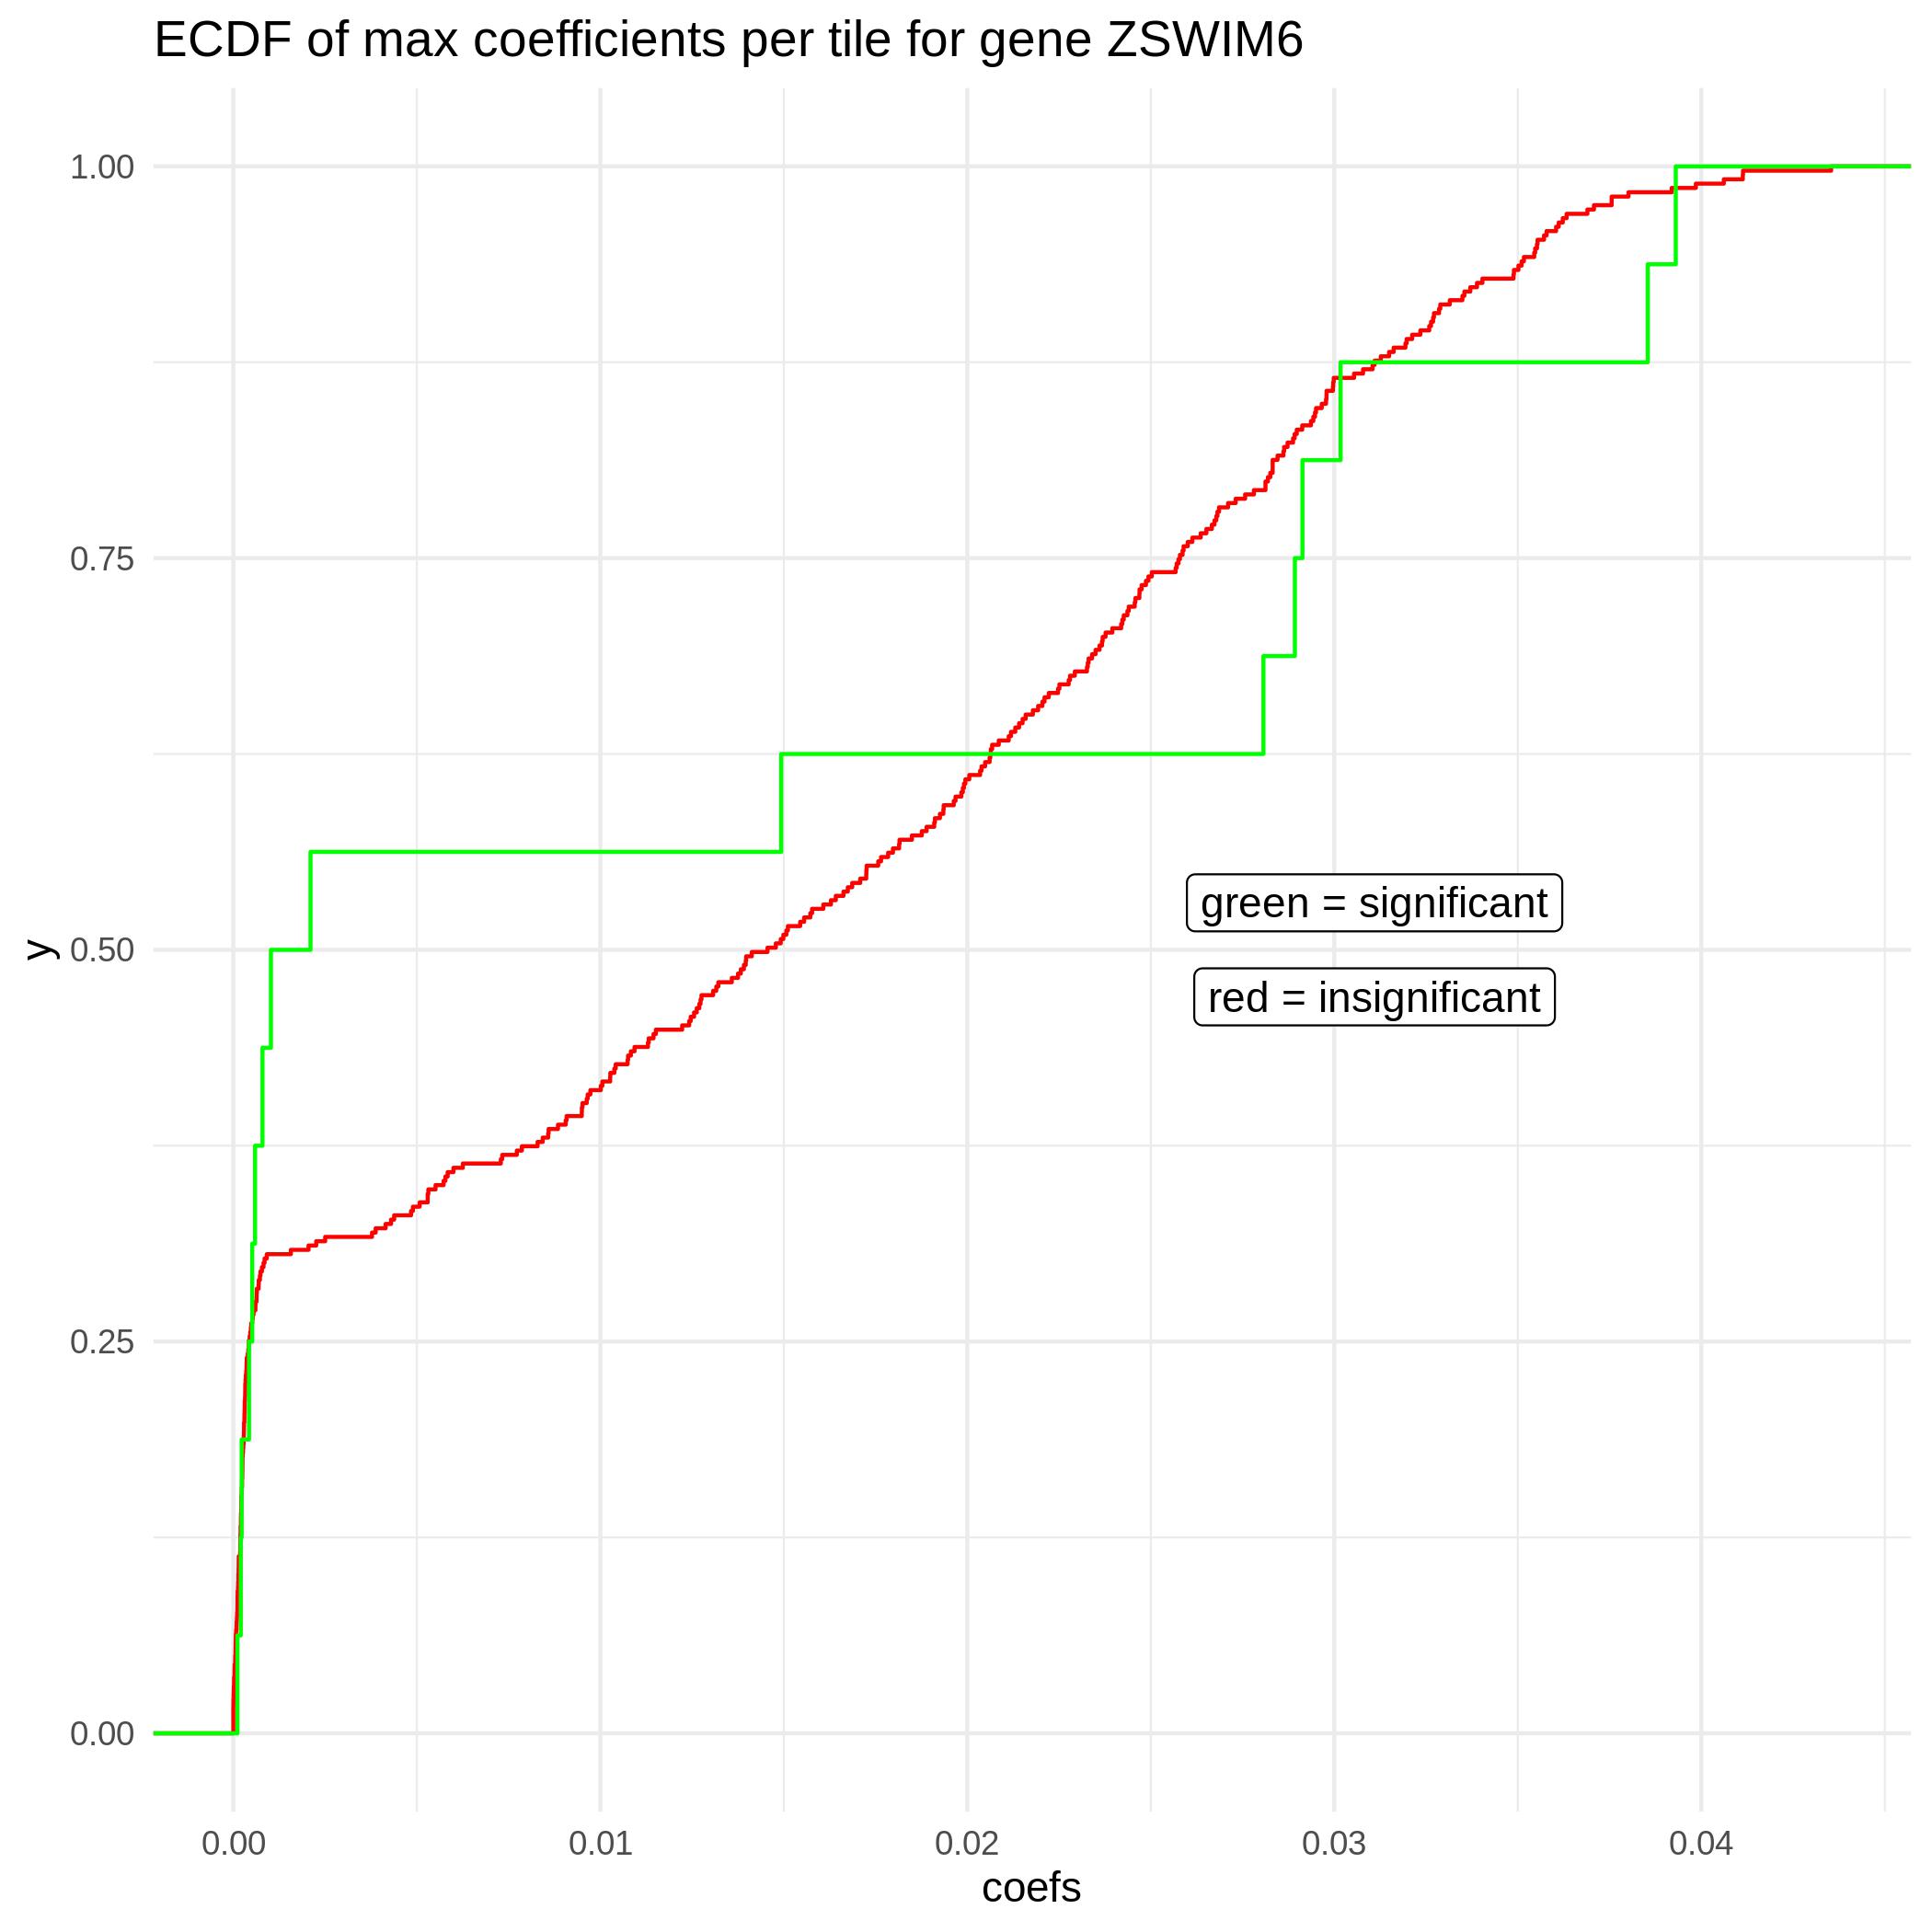 ECDF of max coefficients per tile for gene ZSWIM6
1.00
0.75
0.50
0.25
0.00
y
green = significant
red = insignificant
0.00 0.01 0.02 0.03 0.04
coefs